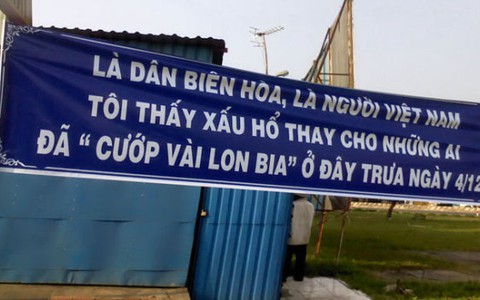 LÀ DÂN BIÊN HÒA, LÀ NGƯỜI VIỆT NAM
TÔI THẤY XẤU HỔ THAY CHO NHỮNG AI
ĐÃ “ CƯỚP VÀI LON BIA” Ở ĐÂY TRƯA NGÀY 4/12